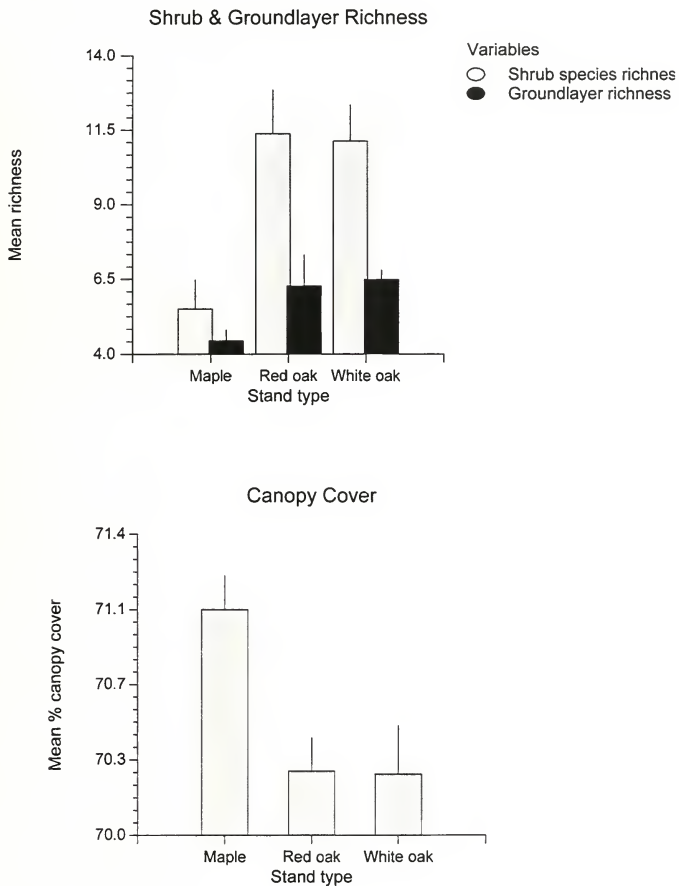 Shrub & Groundlayer Richness
Variables
Shrub species richnes
Groundlayer richness
Mean richness
14.0
11.5
9.0
6.5
4.0
Maple Red oak White oak
Stand type
Canopy Cover
Mean % canopy cover
71.4
71.1
70.7
70.3
70.0
Maple Red oak White oak
Stand type